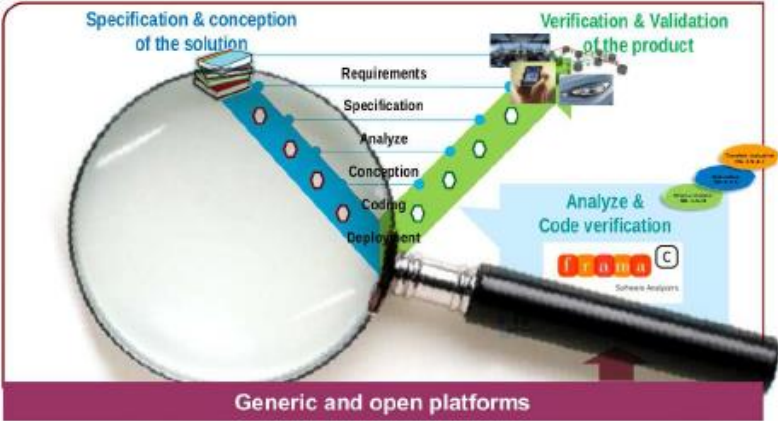 Specification & conception
of the solution
Verification & Validation
of the product
Requirements
Specification
Analyze
Conception
Coding
Deployment
Analyze &
Code verification
frama
C
Software Analyzers
Generic and open platforms